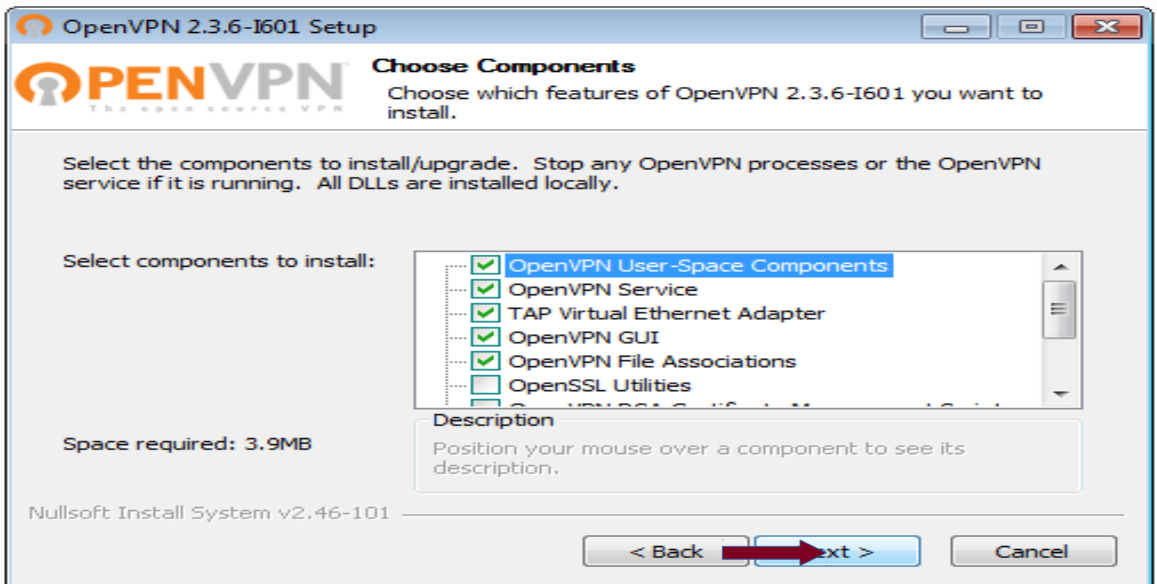 OpenVPN 2.3.6-I601 Setup
OPENVPN
The open source VPN
Choose Components
Choose which features of OpenVPN 2.3.6-I601 you want to
install.
Select the components to install/upgrade. Stop any OpenVPN processes or the OpenVPN
service if it is running. All DLLs are installed locally.
Select components to install:
OpenVPN User-Space Components
OpenVPN Service
TAP Virtual Ethernet Adapter
OpenVPN GUI
OpenVPN File Associations
OpenSSL Utilities
Description
Space required: 3.9MB
Position your mouse over a component to see its
description.
Nullsoft Install System v2.46-101
< Back
>
Cancel